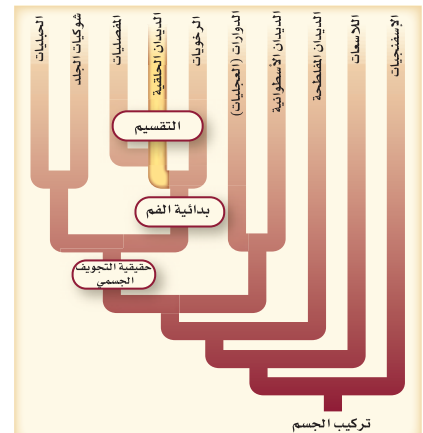 الإسفنجيات
اللاسعات
الديدان المفلطحة
الديدان الأسطوانية
الدوارات (العجليات)
الرخويات
الديدان الحلقية
المفصليات
شوكيات الجلد
الحبليات
التقسيم
بدائية الفم
حقيقية التجويف
الجسمي
تركيب الجسم